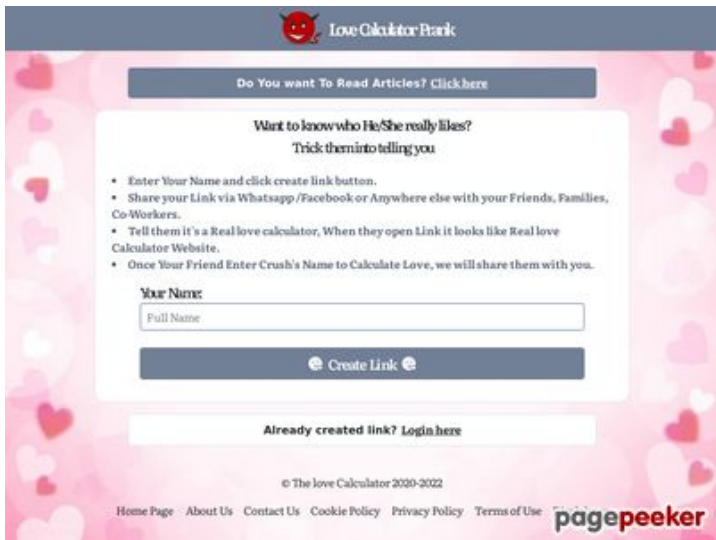 Love Calculator Prank
Do You want To Read Articles? Click here
Want to know who He/She really likes?
Trick them into telling you
• Enter Your Name and click create link button.
• Share your Link via Whatsapp /Facebook or Anywhere else with your Friends, Families,
Co-Workers.
• Tell them it's a Real love calculator, When they open Link it looks like Real love
Calculator Website.
• Once Your Friend Enter Crush's Name to Calculate Love, we will share them with you.
Your Name:
Full Name
Create Link
Already created link? Login here
© The love Calculator 2020-2022
Home Page About Us Contact Us Cookie Policy Privacy Policy Terms of Use
pagepeeker